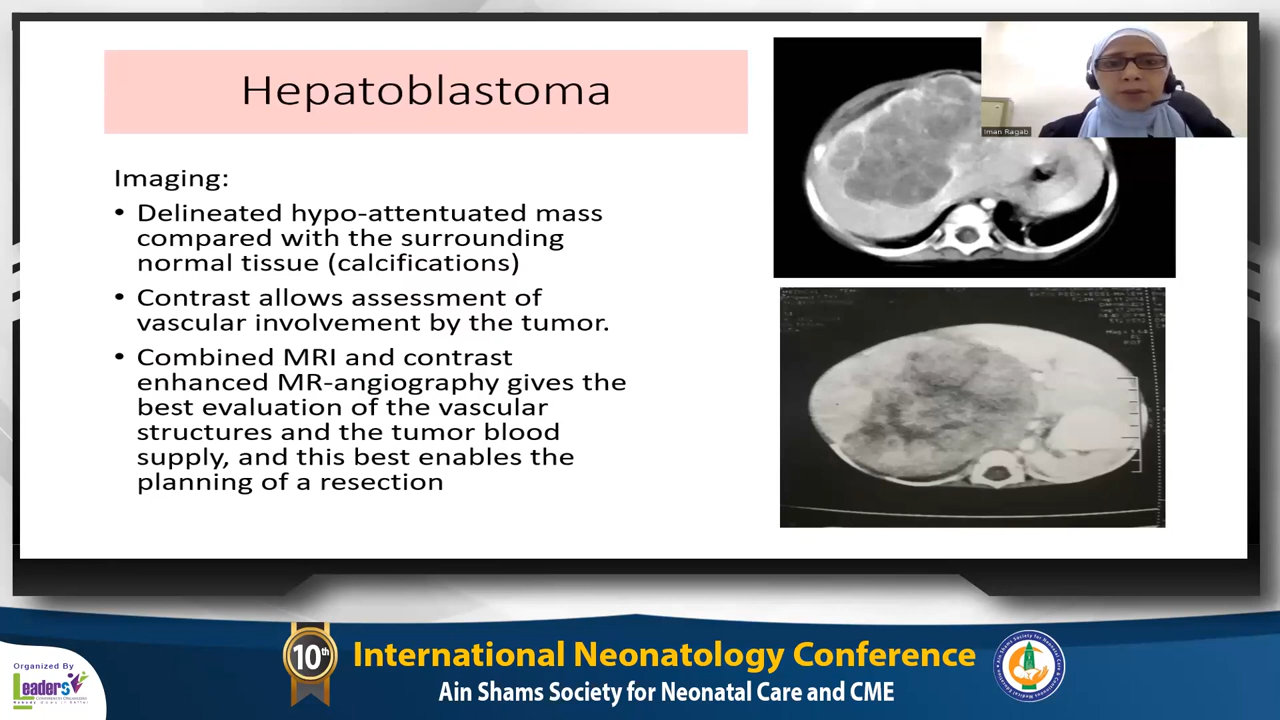 Hepatoblastoma
Iman Ragab
Imaging:
• Delineated hypo-attentuated mass
compared with the surrounding
normal tissue (calcifications)
• Contrast allows assessment of
vascular involvement by the tumor.
• Combined MRI and contrast
enhanced MR-angiography gives the
best evaluation of the vascular
structures and the tumor blood
supply, and this best enables the
planning of a resection
Organized By
Leaders
10th
International Neonatology Conference
Ain Shams Society for Neonatal Care and CME